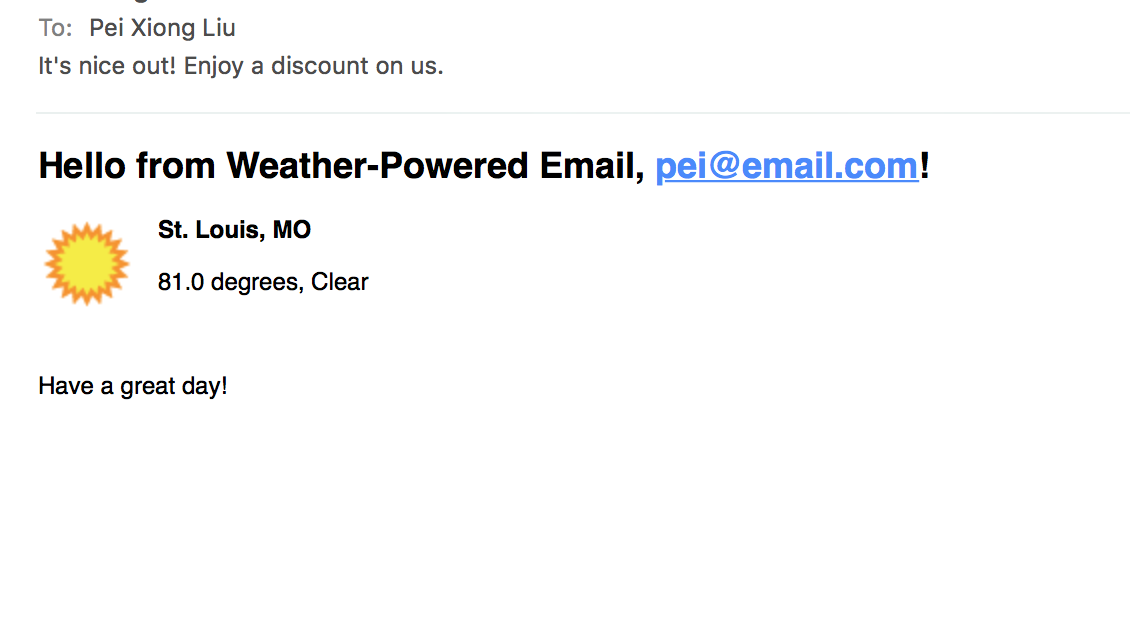 To: Pei Xiong Liu
It's nice out! Enjoy a discount on us.
Hello from Weather-Powered Email, pei@email.com!
St. Louis, MO
81.0 degrees, Clear
Have a great day!